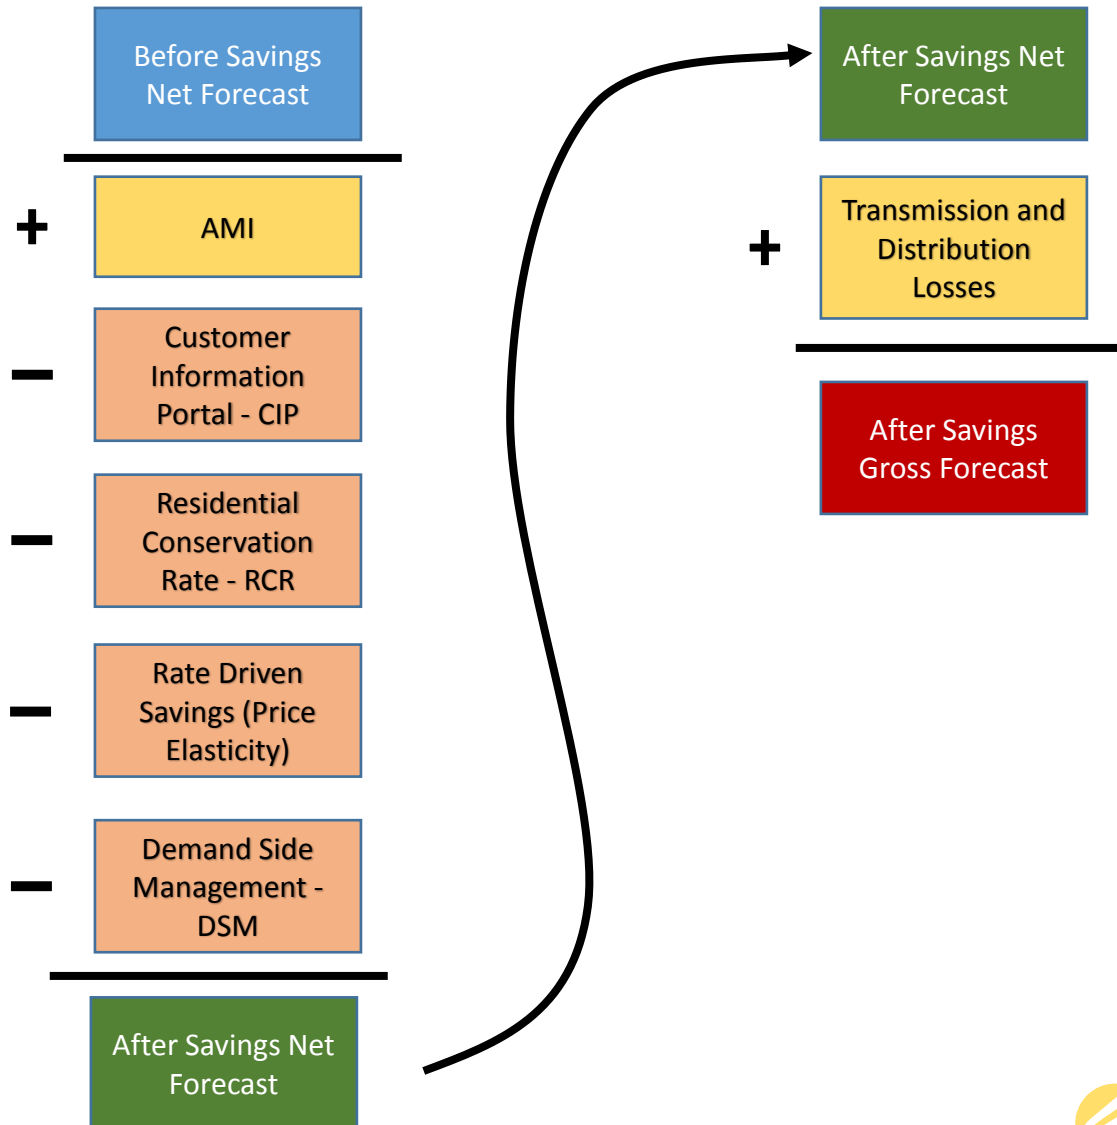 Before Savings
Net Forecast
+
AMI
–
Customer
Information
Portal - CIP
–
Residential
Conservation
Rate - RCR
–
Rate Driven
Savings (Price
Elasticity)
–
Demand Side
Management -
DSM
After Savings Net
Forecast
After Savings Net
Forecast
+
Transmission and
Distribution
Losses
After Savings
Gross Forecast